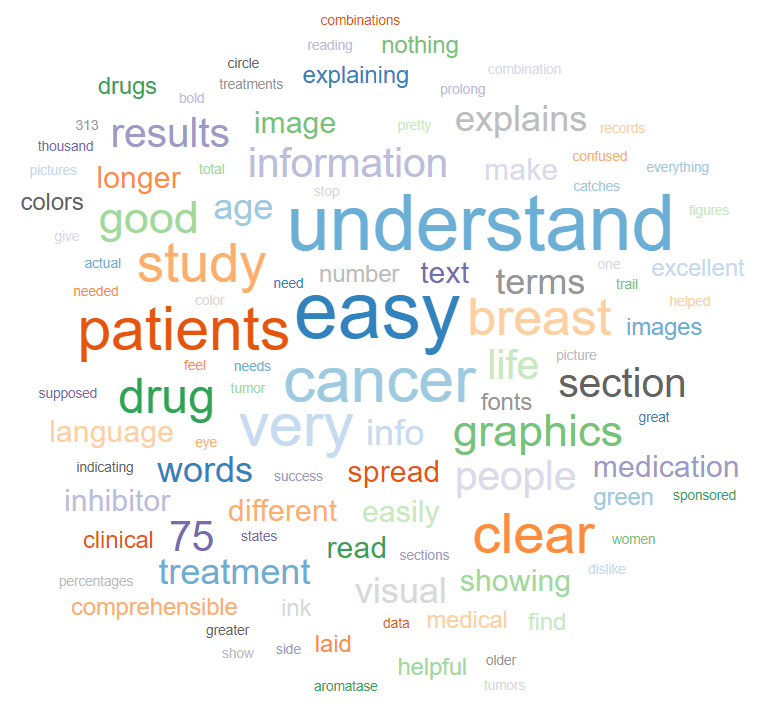 combinations
reading nothing
circle
drugs treatments explaining combination
bold prolong
313 results image pretty explains records
thousand
pictures longer total information make confused everything
colors good age stop catches
give understand figures
actual study need number text terms one excellent
needed color trail helped
patients easy breast images
feel needs life picture
supposed drug tumor cancer fonts section
language eye very info graphics great
indicating words success spread people medication
inhibitor different easily green sponsored
clinical 75 states read sections clear women
percentages treatment visual showing dislike
comprehensible ink
greater data medical find
show side laid
helpful older
aromatase tumors